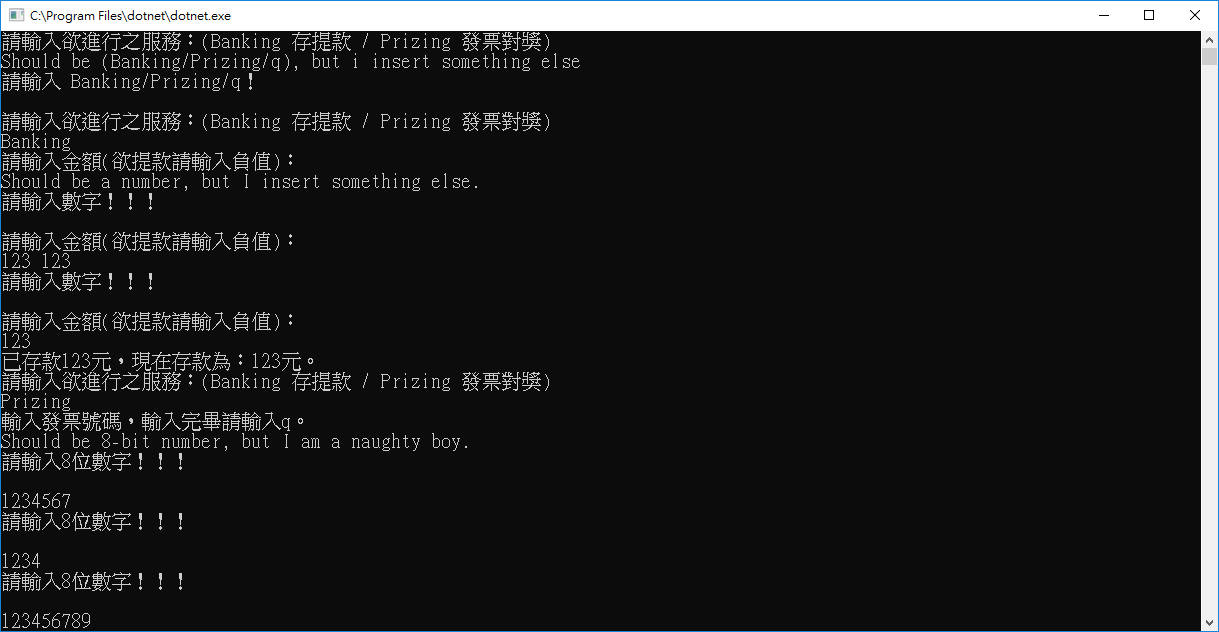 C:\Program Files\dotnet\dotnet.exe
請輸入欲進行之服務：(Banking 存提款 / Prizing 發票對獎)
Should be (Banking/Prizing/q), but i insert something else
請輸入 Banking/Prizing/q！
請輸入欲進行之服務：(Banking 存提款 / Prizing 發票對獎)
Banking
請輸入金額(欲提款請輸入負值)：
Should be a number, but I insert something else.
請輸入數字！！！
請輸入金額(欲提款請輸入負值)：
123 123
請輸入數字！！！
請輸入金額(欲提款請輸入負值)：
123
已存款123元，現在存款為：123元。
請輸入欲進行之服務：(Banking 存提款 / Prizing 發票對獎)
Prizing
輸入發票號碼，輸入完畢請輸入q。
Should be 8-bit number, but I am a naughty boy.
請輸入8位數字！！！
1234567
請輸入8位數字！！！
1234
請輸入8位數字！！！
123456789